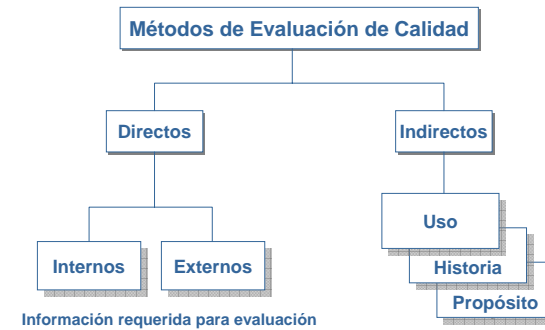 Métodos de Evaluación de Calidad
Directos
Indirectos
Uso
Internos
Externos
Historia
Propósito
Información requerida para evaluación